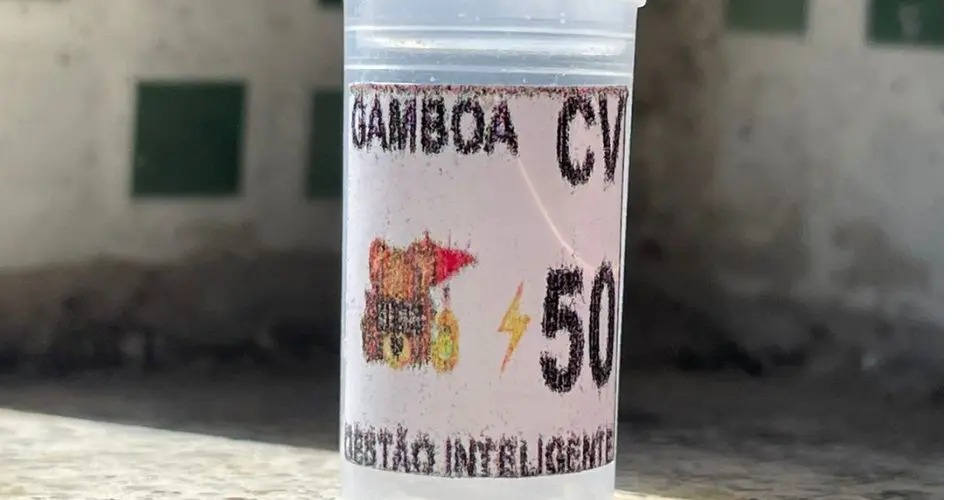 GAMBOA CV
50
GESTÃO INTELIGENTE